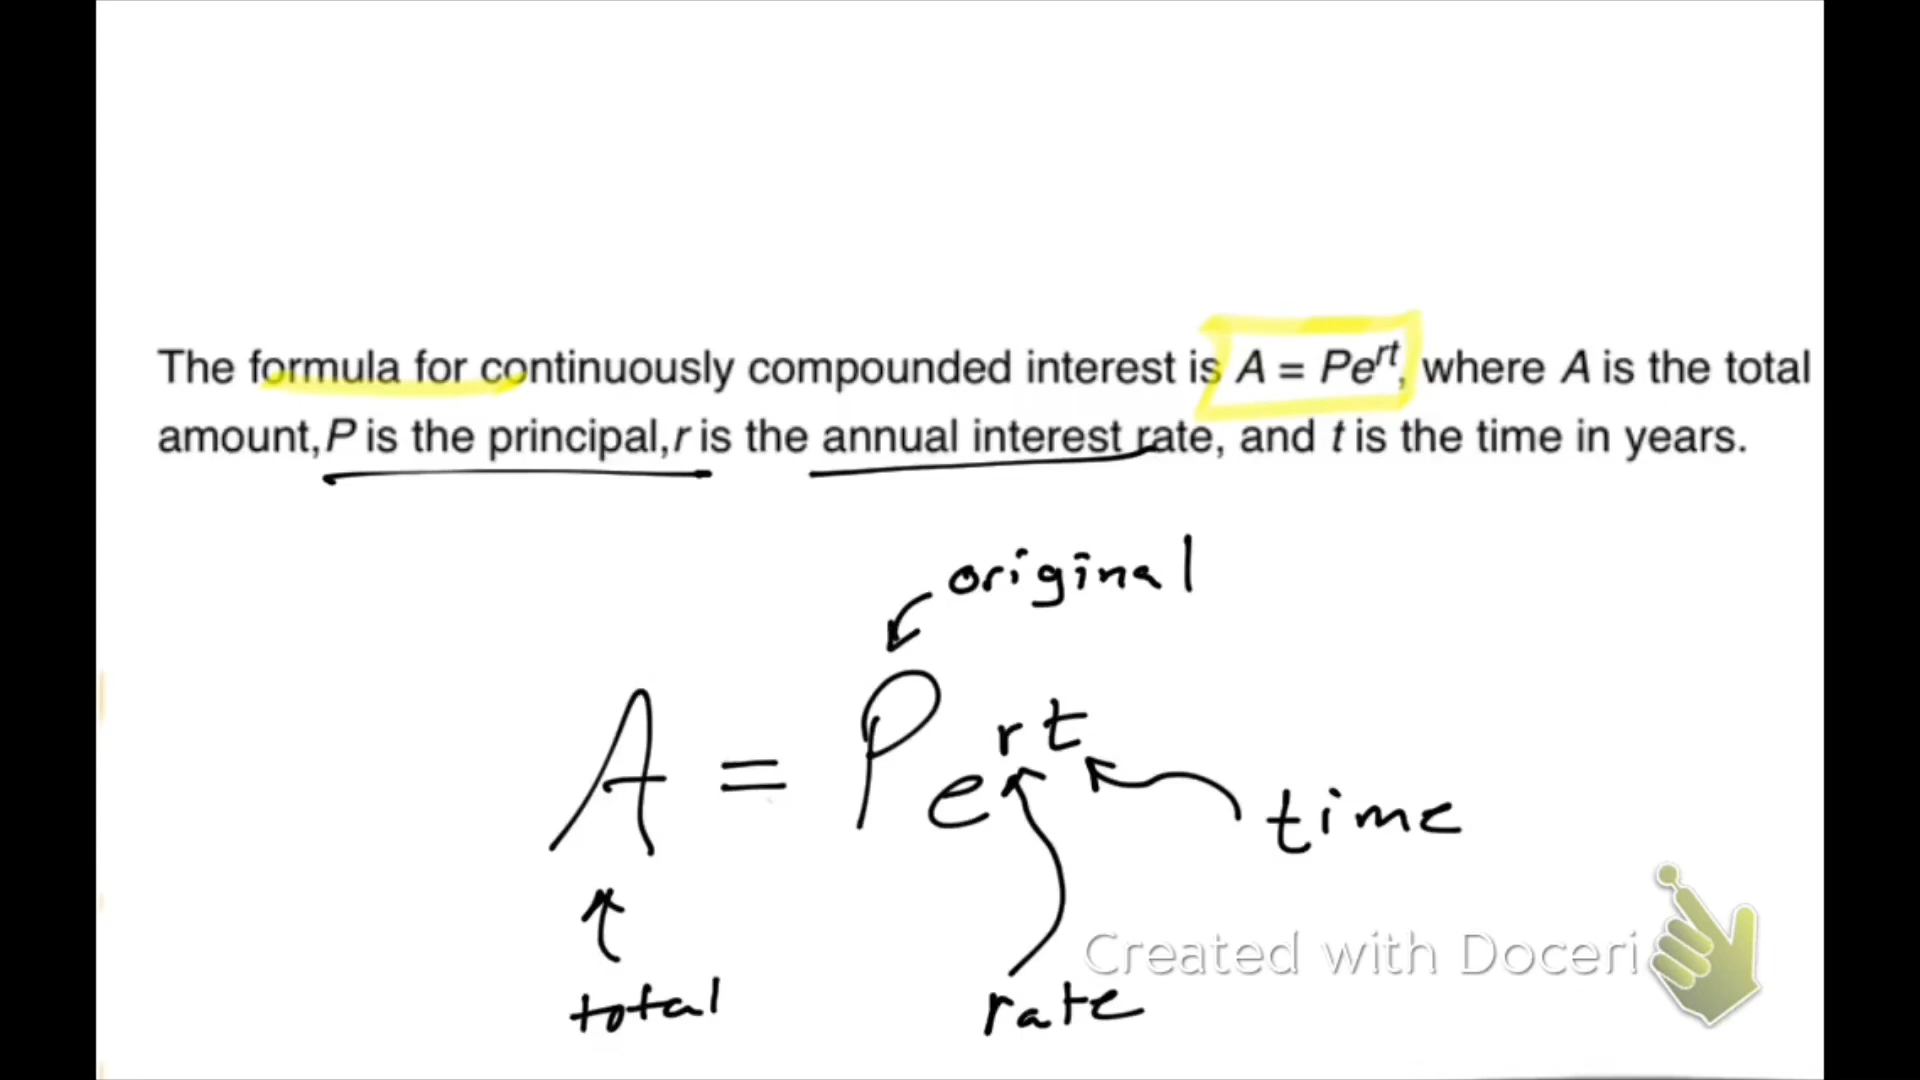 The formula for continuously compounded interest is A = Pe^rt, where A is the total
amount, P is the principal, r is the annual interest rate, and t is the time in years.
original
A = Pe^rt
time
total
rate
Created with Doceri